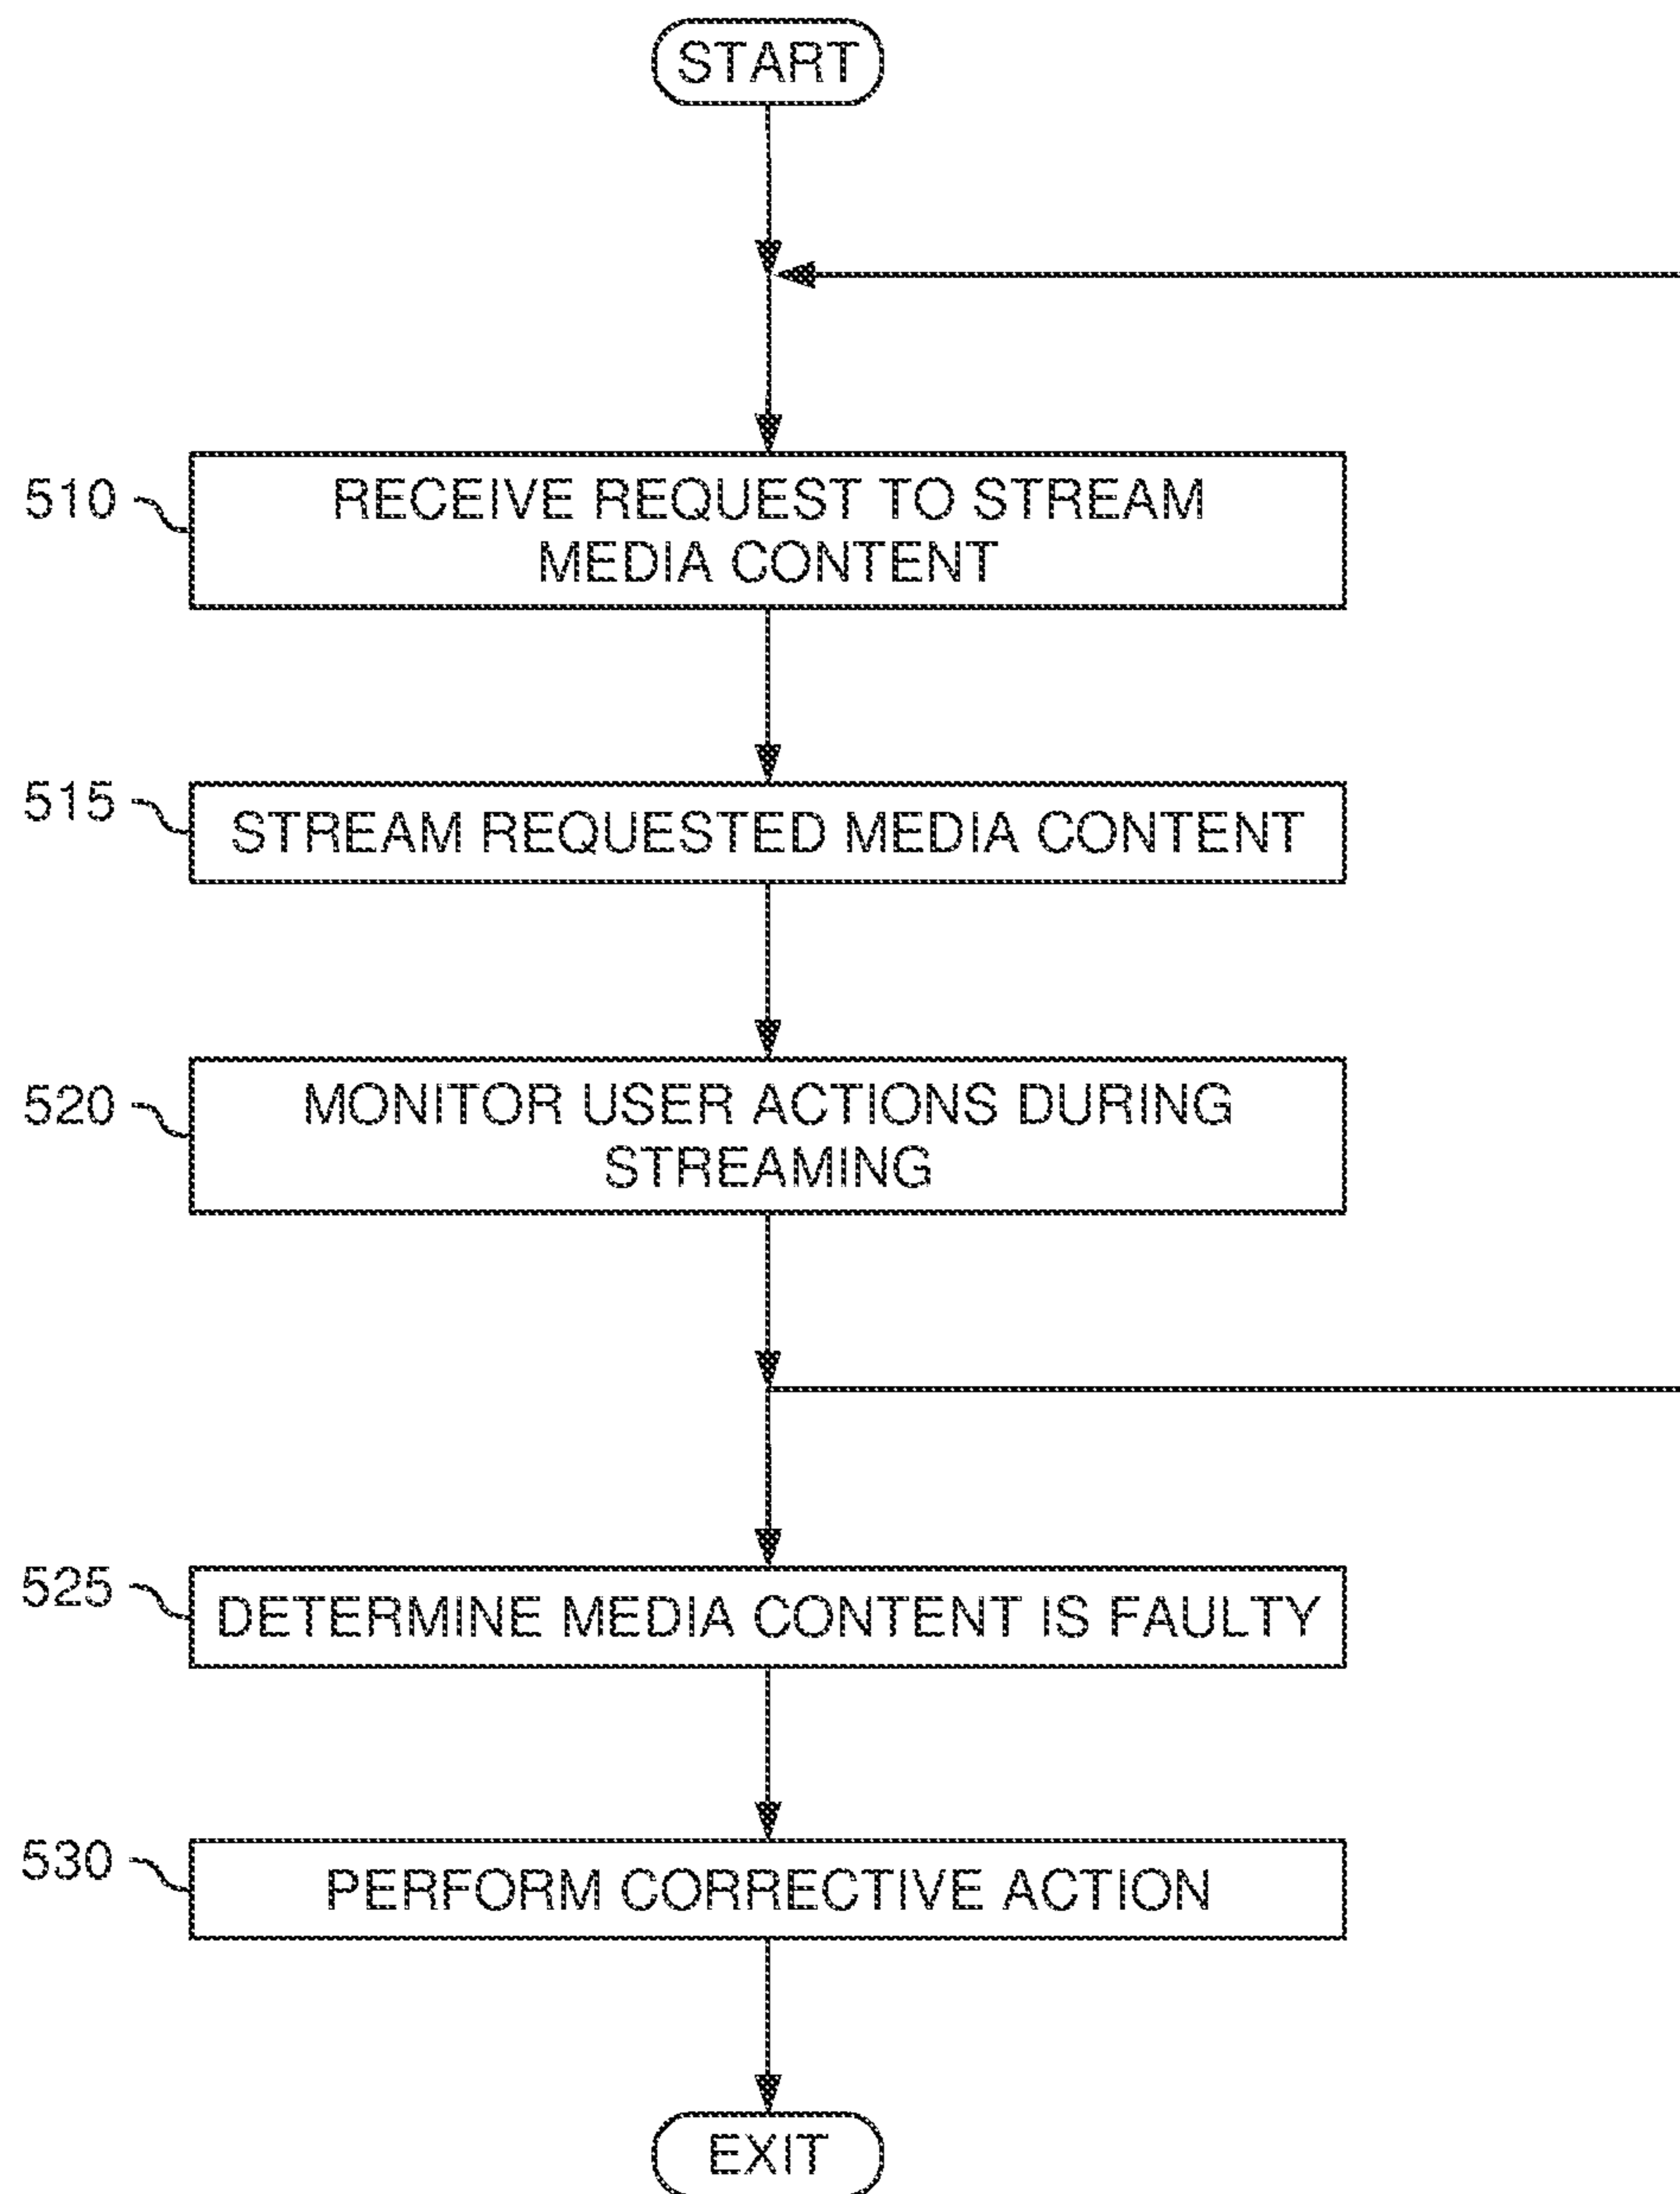 START
510
RECEIVE REQUEST TO STREAM
MEDIA CONTENT
515
STREAM REQUESTED MEDIA CONTENT
520
MONITOR USER ACTIONS DURING
STREAMING
525
DETERMINE MEDIA CONTENT IS FAULTY
530
PERFORM CORRECTIVE ACTION
EXIT